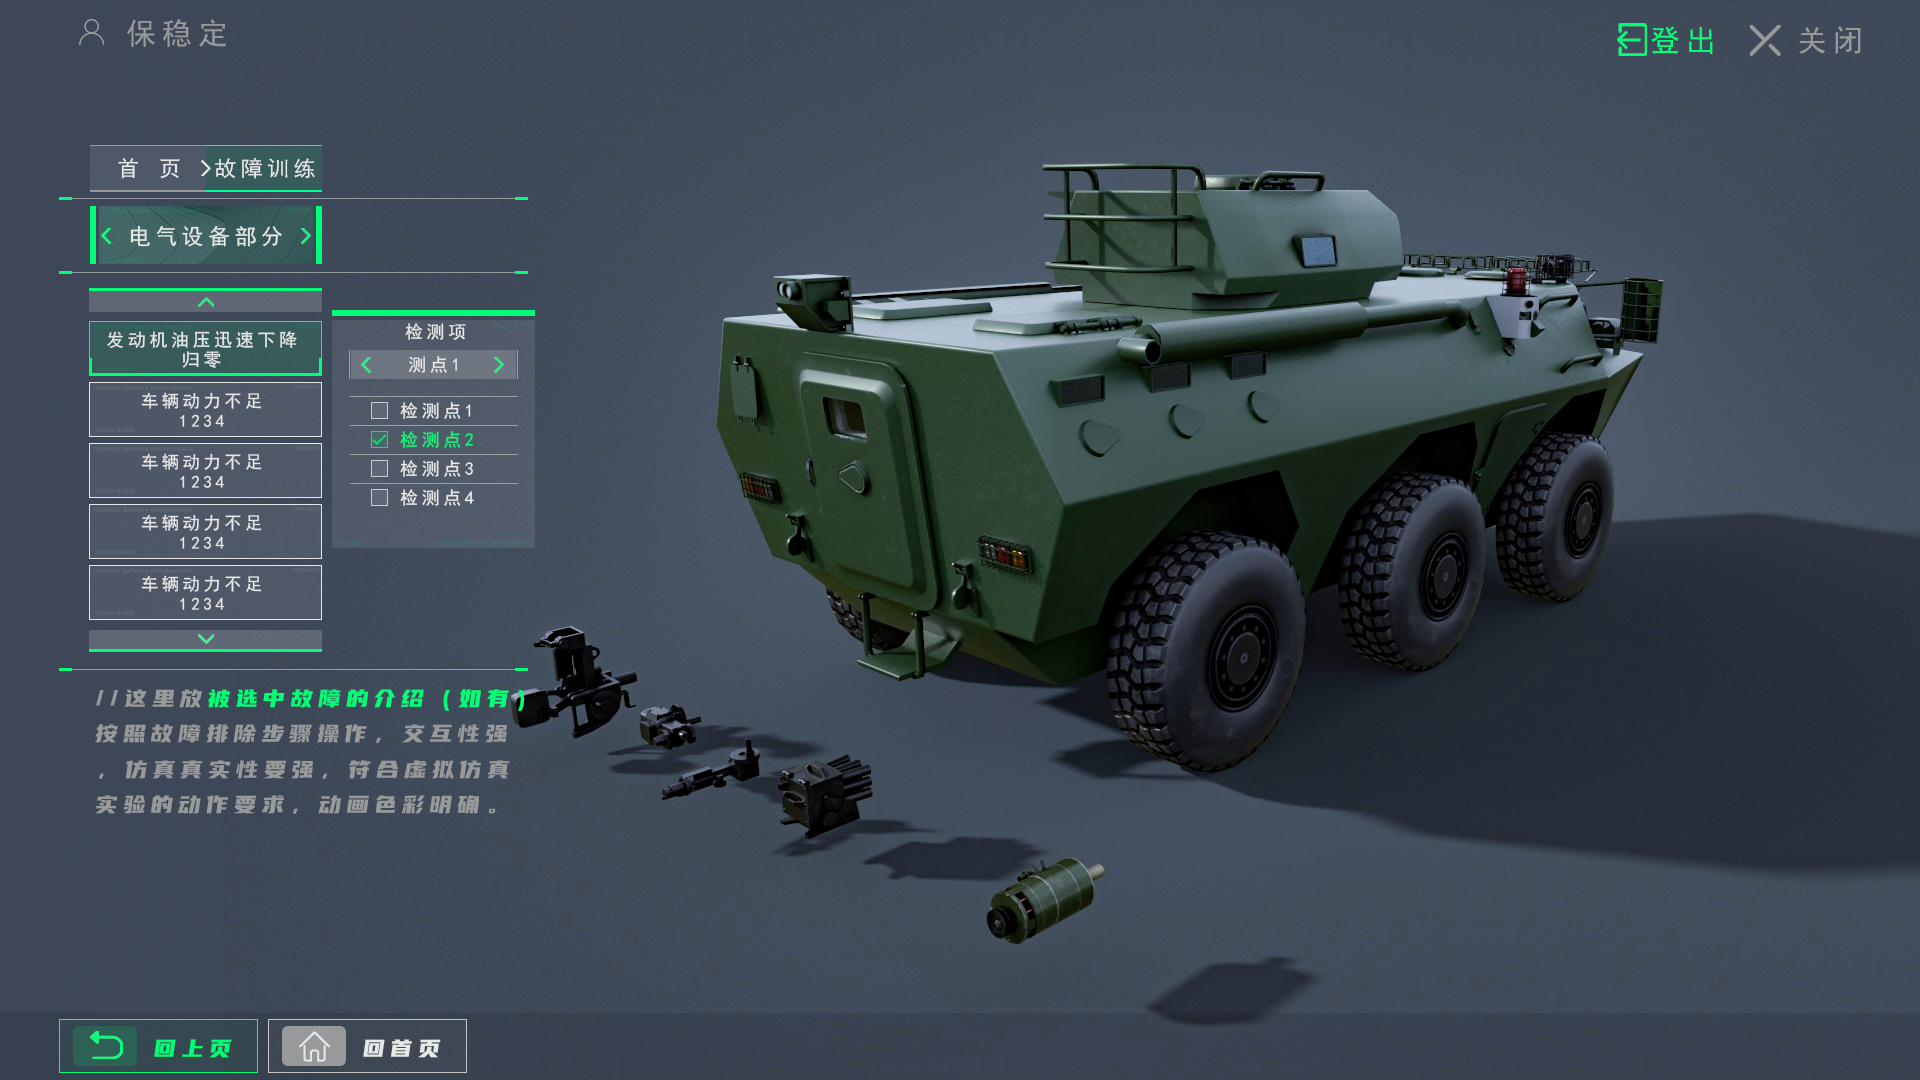 保稳定
登出
关闭
首 页 >故障训练
电气设备部分
发动机油压迅速下降
归零
车辆动力不足
1234
车辆动力不足
1234
车辆动力不足
1234
车辆动力不足
1234
检测项
测点1
检测点1
检测点2
检测点3
检测点4
//这里放被选中故障的介绍（如有）
按照故障排除步骤操作，交互性强
，仿真真实性要强，符合虚拟仿真
实验的动作要求，动画色彩明确。
回上页
回首页